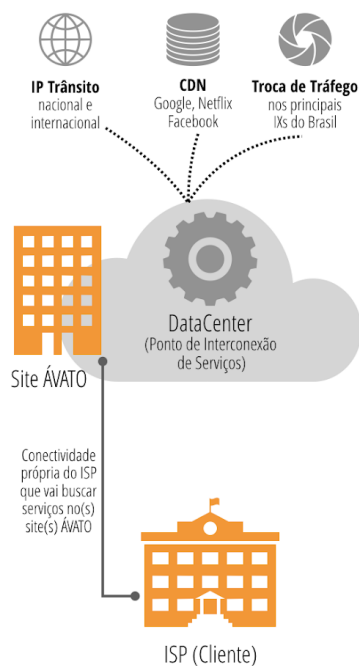 IP Trânsito
nacional e
internacional
CDN
Google, Netflix
Facebook
Troca de Tráfego
nos principais
IXs do Brasil
DataCenter
(Ponto de Interconexão
de Serviços)
Site ÁVATO
Conectividade
própria do ISP
que vai buscar
serviços no(s)
site(s) ÁVATO
ISP (Cliente)